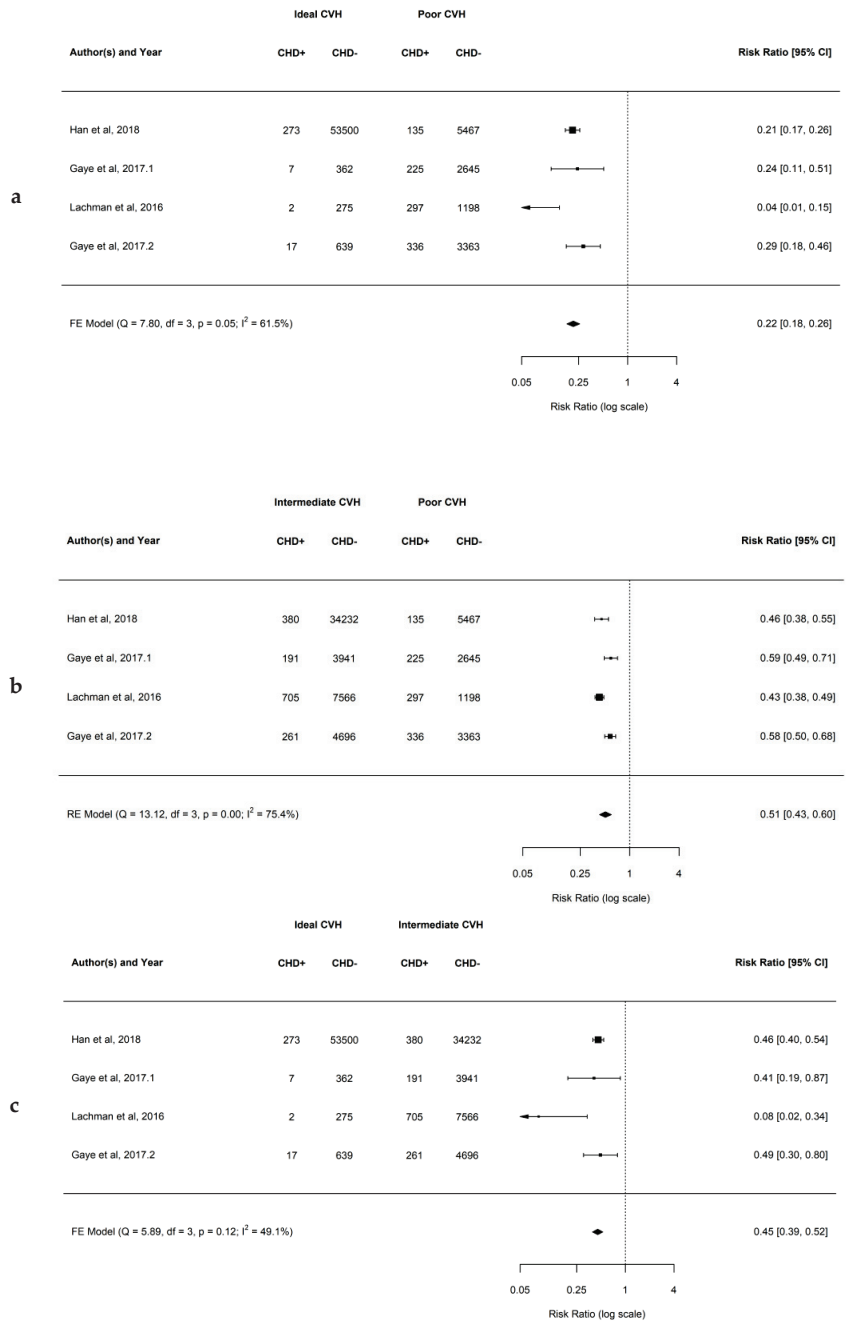 Ideal CVH Poor CVH
Author(s) and Year CHD+ CHD- CHD+ CHD- Risk Ratio [95% CI]
Han et al, 2018 273 53500 135 5467 0.21 [0.17, 0.26]
Gaye et al, 2017.1 7 362 225 2645 0.24 [0.11, 0.51]
a
Lachman et al, 2016 2 275 297 1198 0.04 [0.01, 0.15]
Gaye et al, 2017.2 17 639 336 3363 0.29 [0.18, 0.46]
FE Model (Q = 7.80, df = 3, p = 0.05; I² = 61.5%) 0.22 [0.18, 0.26]
0.05 0.25 1 4
Risk Ratio (log scale)
Intermediate CVH Poor CVH
Author(s) and Year CHD+ CHD- CHD+ CHD- Risk Ratio [95% CI]
Han et al, 2018 380 34232 135 5467 0.46 [0.38, 0.55]
Gaye et al, 2017.1 191 3941 225 2645 0.59 [0.49, 0.71]
b
Lachman et al, 2016 705 7566 297 1198 0.43 [0.38, 0.49]
Gaye et al, 2017.2 261 4696 336 3363 0.58 [0.50, 0.68]
RE Model (Q = 13.12, df = 3, p = 0.00; I² = 75.4%) 0.51 [0.43, 0.60]
0.05 0.25 1 4
Risk Ratio (log scale)
Ideal CVH Intermediate CVH
Author(s) and Year CHD+ CHD- CHD+ CHD- Risk Ratio [95% CI]
Han et al, 2018 273 53500 380 34232 0.46 [0.40, 0.54]
Gaye et al, 2017.1 7 362 191 3941 0.41 [0.19, 0.87]
c
Lachman et al, 2016 2 275 705 7566 0.08 [0.02, 0.34]
Gaye et al, 2017.2 17 639 261 4696 0.49 [0.30, 0.80]
FE Model (Q = 5.89, df = 3, p = 0.12; I² = 49.1%) 0.45 [0.39, 0.52]
0.05 0.25 1 4
Risk Ratio (log scale)